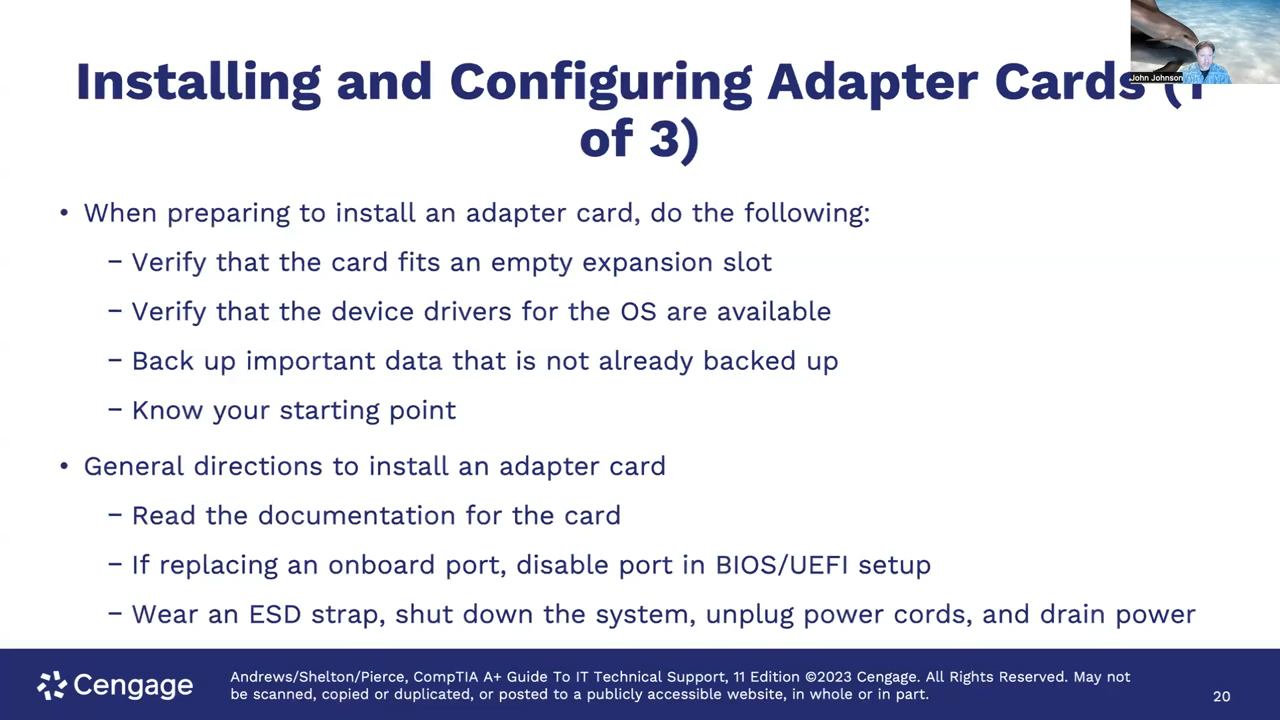 John Johnson
Installing and Configuring Adapter Cards (1
of 3)
• When preparing to install an adapter card, do the following:
– Verify that the card fits an empty expansion slot
– Verify that the device drivers for the OS are available
– Back up important data that is not already backed up
– Know your starting point
• General directions to install an adapter card
– Read the documentation for the card
– If replacing an onboard port, disable port in BIOS/UEFI setup
– Wear an ESD strap, shut down the system, unplug power cords, and drain power
Cengage
Andrews/Shelton/Pierce, CompTIA A+ Guide To IT Technical Support, 11 Edition ©2023 Cengage. All Rights Reserved. May not
be scanned, copied or duplicated, or posted to a publicly accessible website, in whole or in part.
20